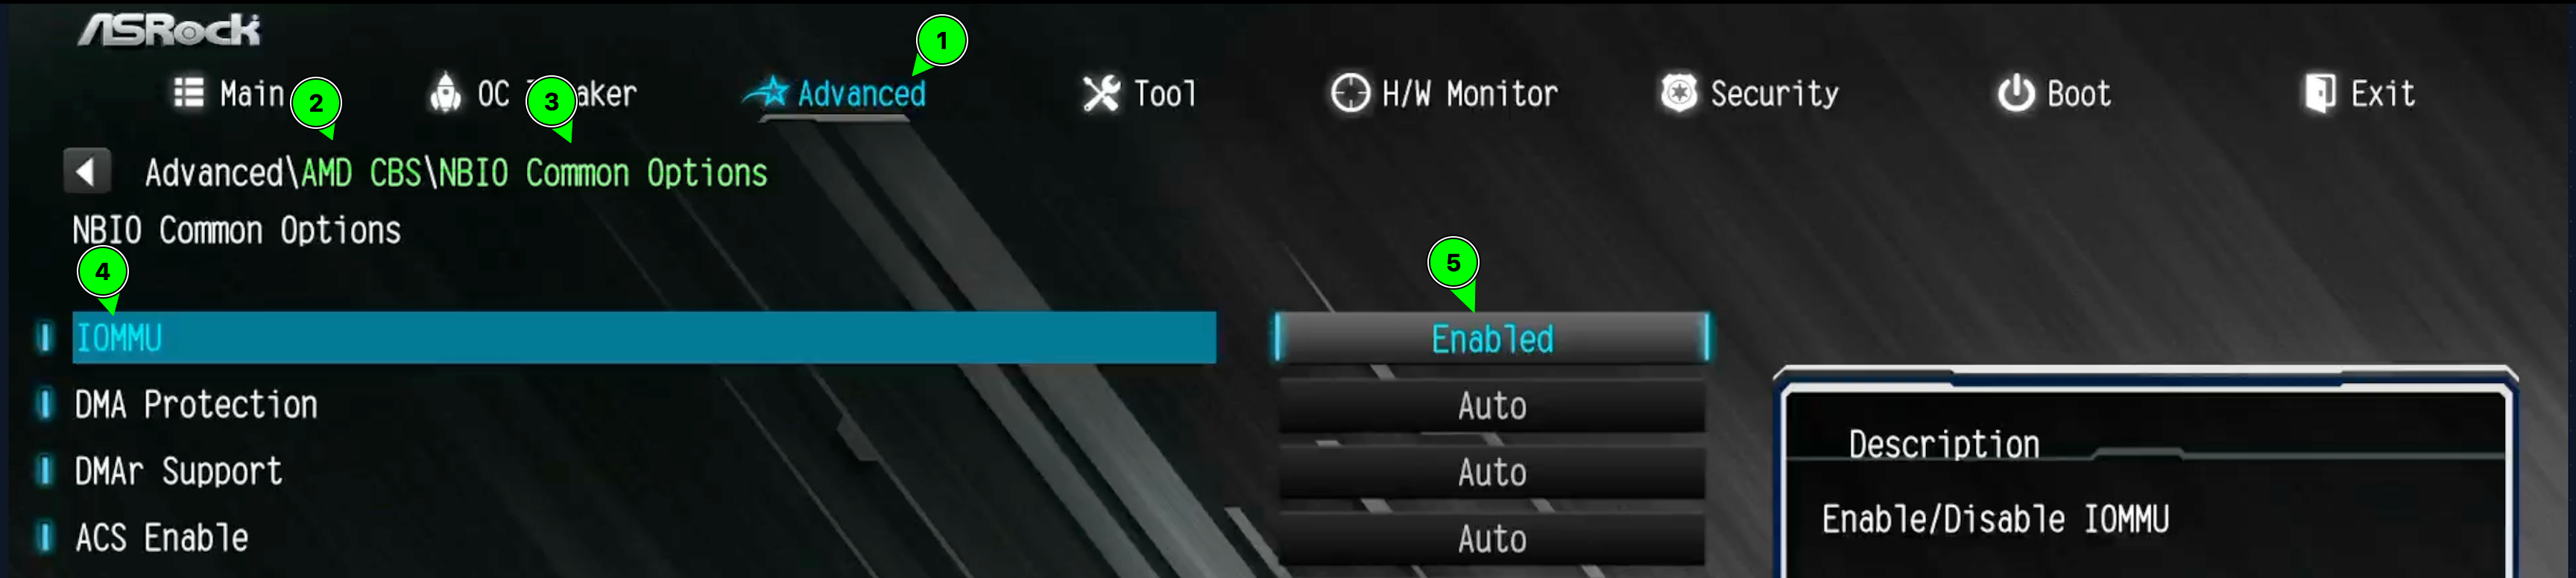 ASRock
1
Main
2
OC
3
aker
Advanced
Tool
H/W Monitor
Security
Boot
Exit
Advanced\AMD CBS\NBIO Common Options
NBIO Common Options
4
5
IOMMU Enabled
DMA Protection Auto
DMAr Support Auto
ACS Enable Auto
Description
Enable/Disable IOMMU